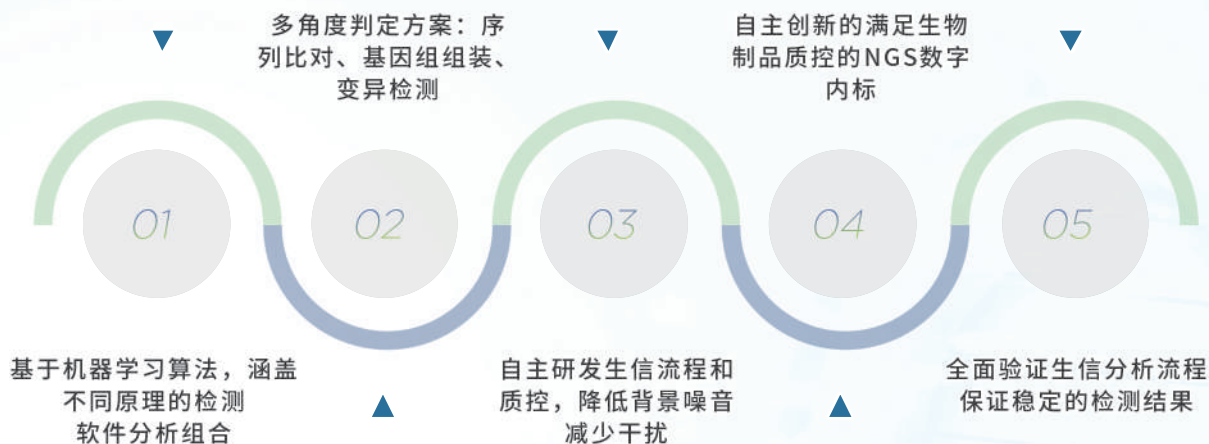 01
基于机器学习算法，涵盖
不同原理的检测
软件分析组合
02
多角度判定方案：序
列比对、基因组组装、
变异检测
03
自主研发生信流程和
质控，降低背景噪音
减少干扰
04
自主创新的满足生物
制品质控的NGS数字
内标
05
全面验证生信分析流程
保证稳定的检测结果